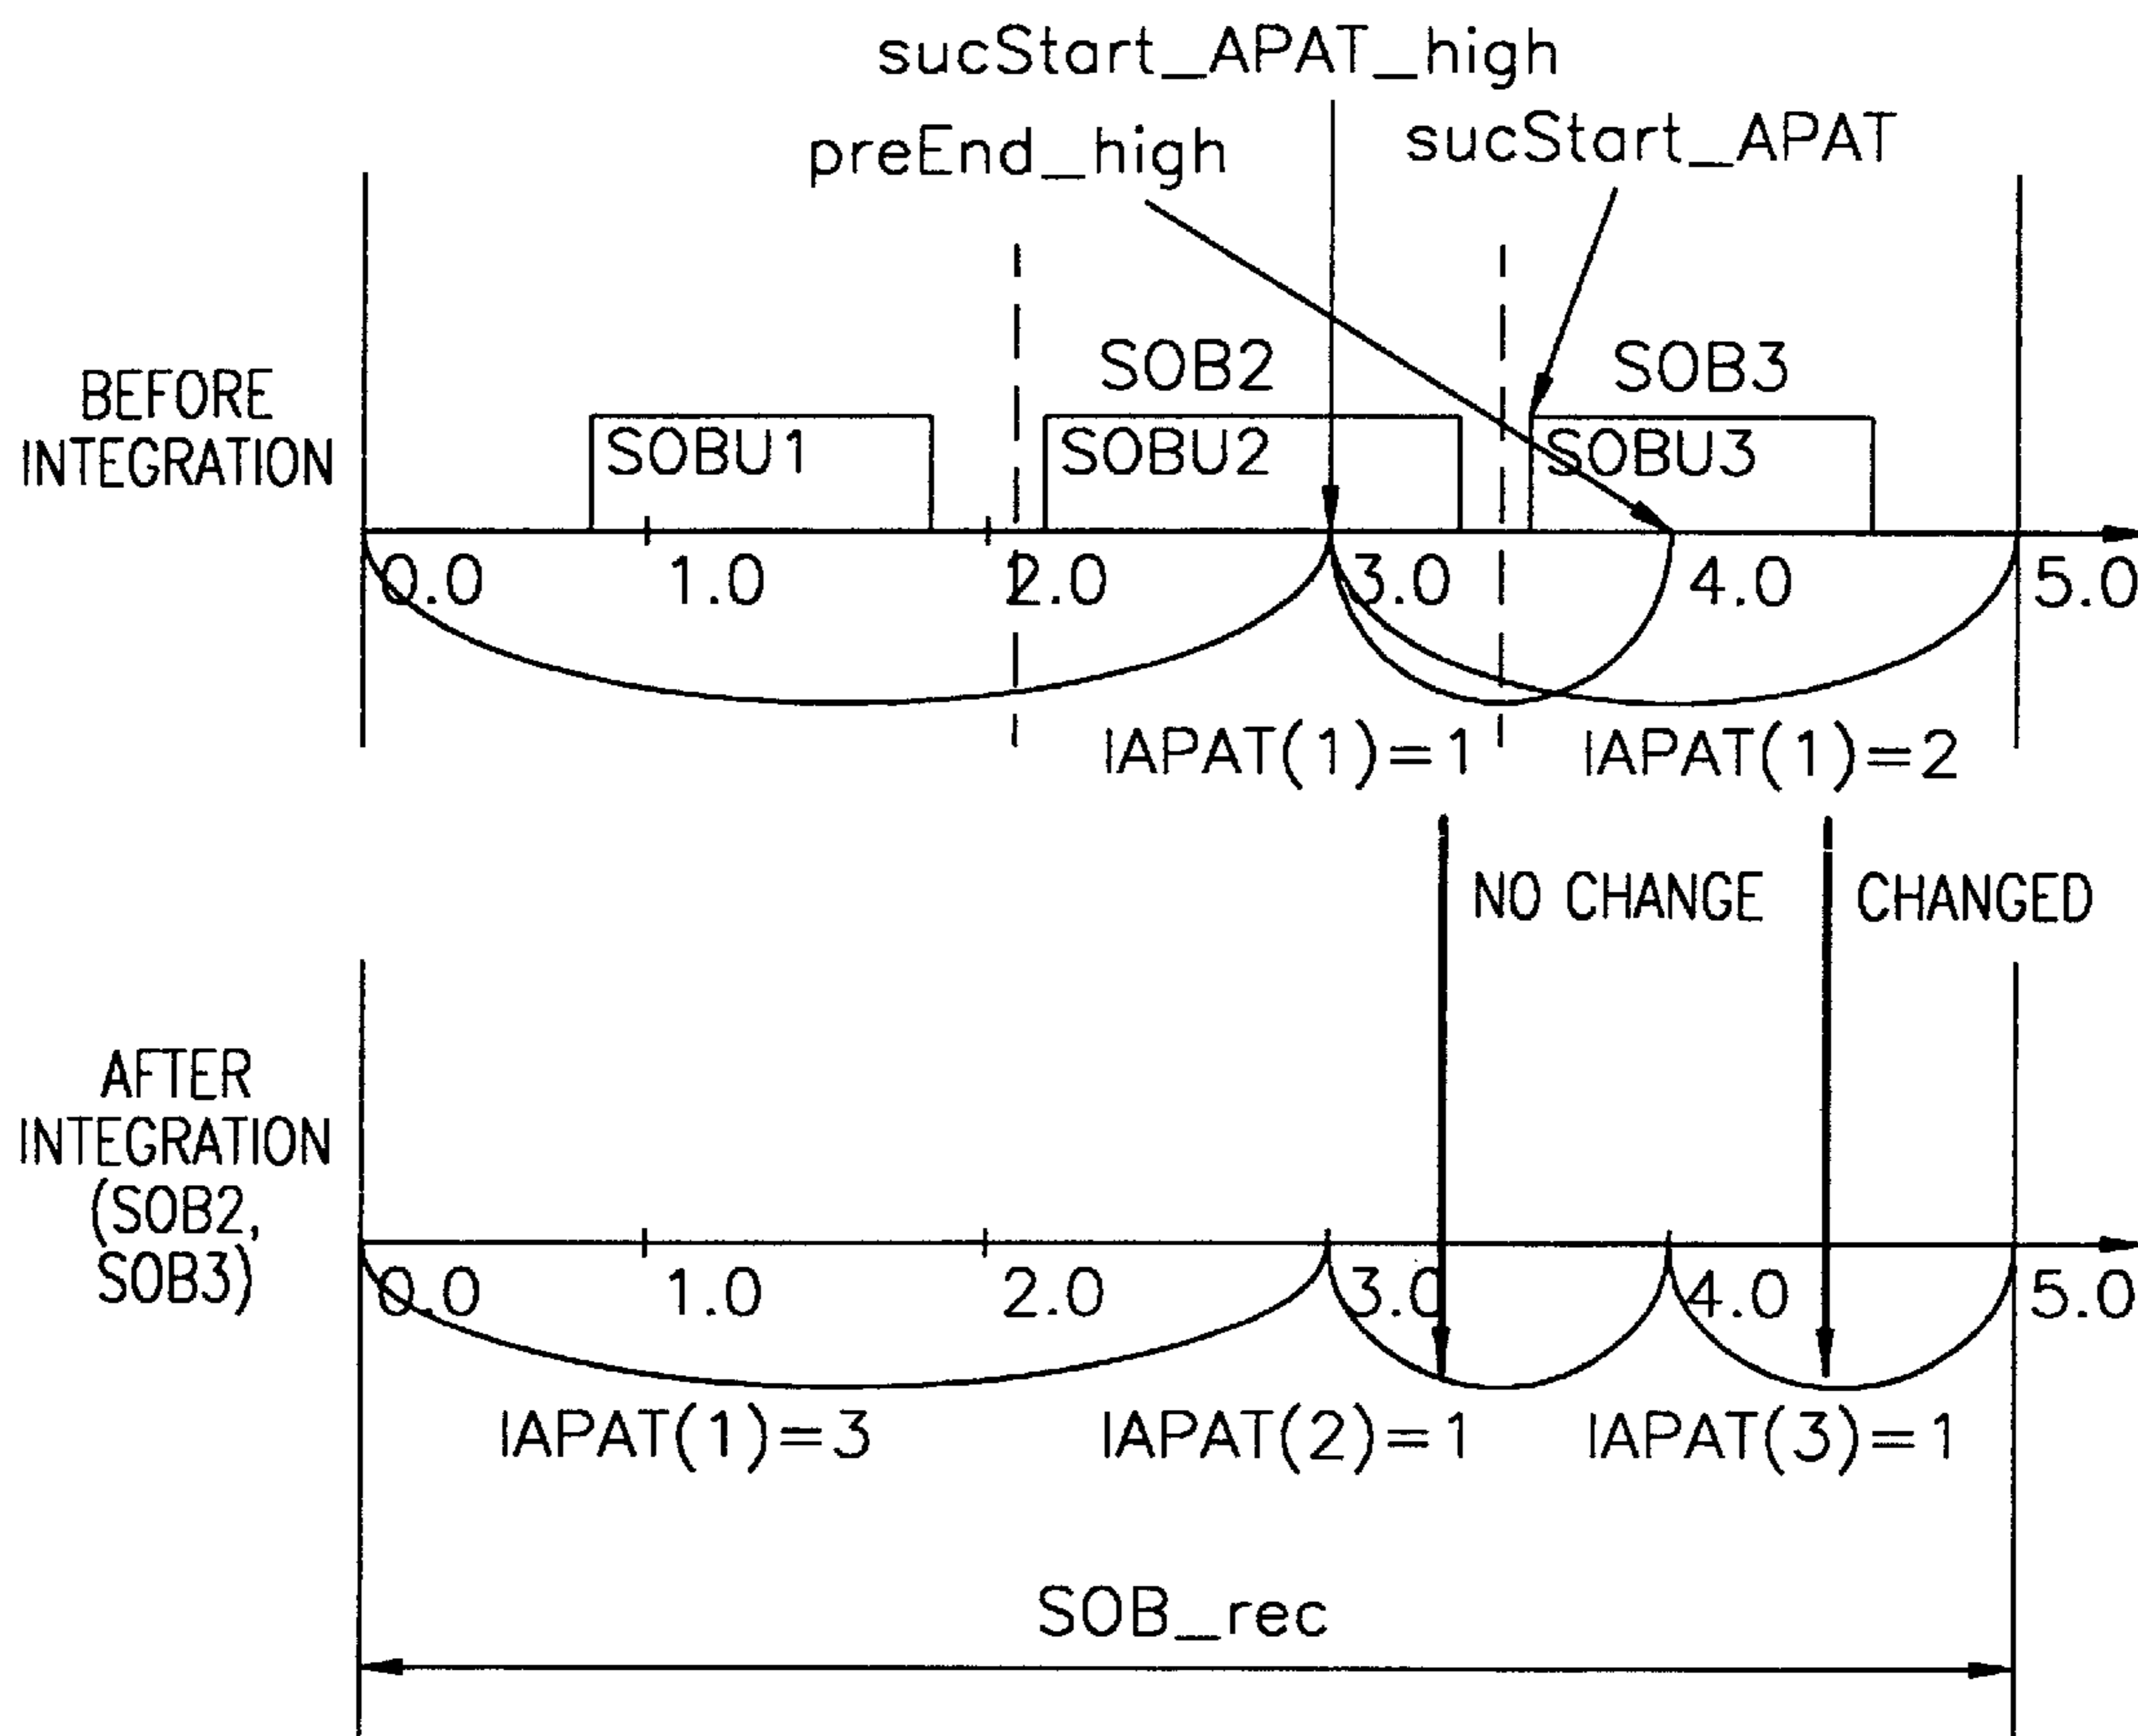 sucStart_APAT_high
preEnd_high
sucStart_APAT
BEFORE
INTEGRATION
SOB2
SOB3
SOBU1
SOBU2
SOBU3
0.0
1.0
2.0
3.0
4.0
5.0
IAPAT(1)=1
IAPAT(1)=2
NO CHANGE
CHANGED
AFTER
INTEGRATION
(SOB2,
SOB3)
0.0
1.0
2.0
3.0
4.0
5.0
IAPAT(1)=3
IAPAT(2)=1
IAPAT(3)=1
SOB_rec